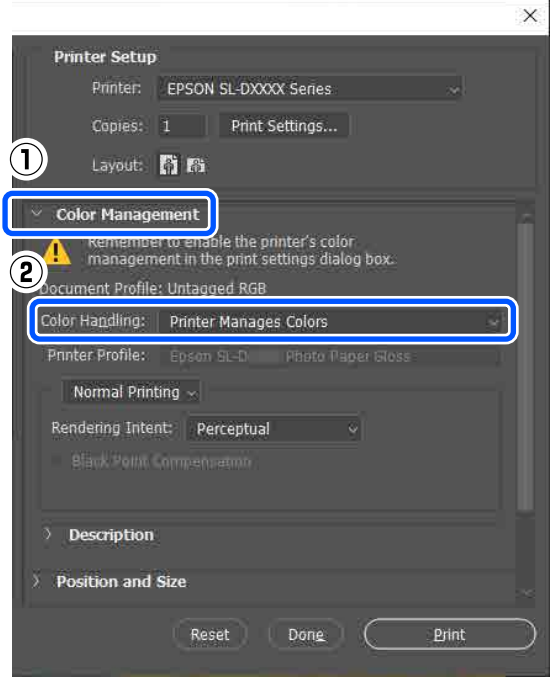 Printer Setup
Printer: EPSON SL-DXXXX Series
Copies: 1 Print Settings...
①
Layout:
Color Management
Remember to enable the printer's color
management in the print settings dialog box.
②
Document Profile: Untagged RGB
Color Handling: Printer Manages Colors
Printer Profile: Epson SL-D Photo Paper Gloss
Normal Printing
Rendering Intent: Perceptual
Black Point Compensation
Description
Position and Size
Reset Done Print